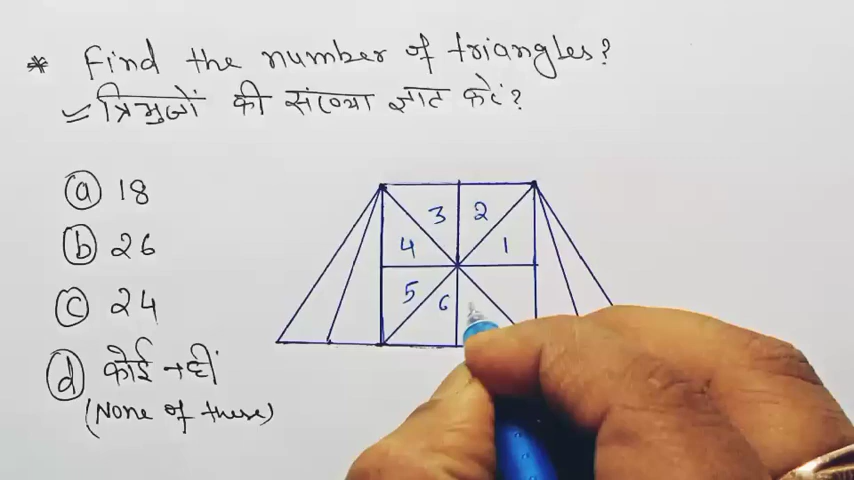 * Find the number of triangles?
त्रिभुजों की संख्या ज्ञात करें?
(a) 18
(b) 26
(c) 24
(d) कोई नहीं
(None of these)
3 2
4 1
5 6